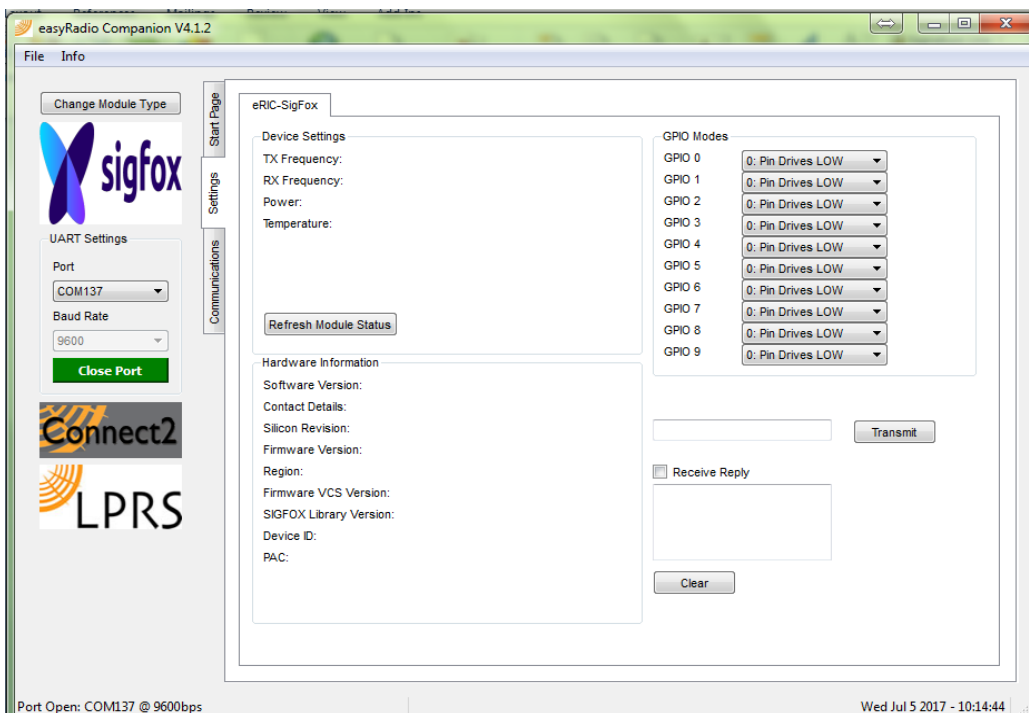 easyRadio Companion V4.1.2
File Info
Change Module Type
sigfox
UART Settings
Port
COM137
Baud Rate
9600
Close Port
Connect2
LPRS
Start Page
Settings
Communications
eRIC-SigFox
Device Settings
TX Frequency:
RX Frequency:
Power:
Temperature:
Refresh Module Status
Hardware Information
Software Version:
Contact Details:
Silicon Revision:
Firmware Version:
Region:
Firmware VCS Version:
SIGFOX Library Version:
Device ID:
PAC:
GPIO Modes
GPIO 0 0: Pin Drives LOW
GPIO 1 0: Pin Drives LOW
GPIO 2 0: Pin Drives LOW
GPIO 3 0: Pin Drives LOW
GPIO 4 0: Pin Drives LOW
GPIO 5 0: Pin Drives LOW
GPIO 6 0: Pin Drives LOW
GPIO 7 0: Pin Drives LOW
GPIO 8 0: Pin Drives LOW
GPIO 9 0: Pin Drives LOW
Transmit
Receive Reply
Clear
Port Open: COM137 @ 9600bps
Wed Jul 5 2017 - 10:14:44